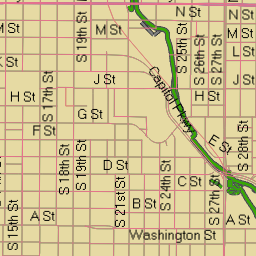 N St
M St
M St
S 19th St
S 25th St
S 26th St
S 27th St
L St
K St
J St
J St
Capitol Pkwy
H St
H St
S 17th St
G St
F St
E St
S 28th St
D St
S 18th St
S 19th St
S 21st St
S 24th St
C St
S 27th St
B St
A St
A St
S 15th St
Washington St